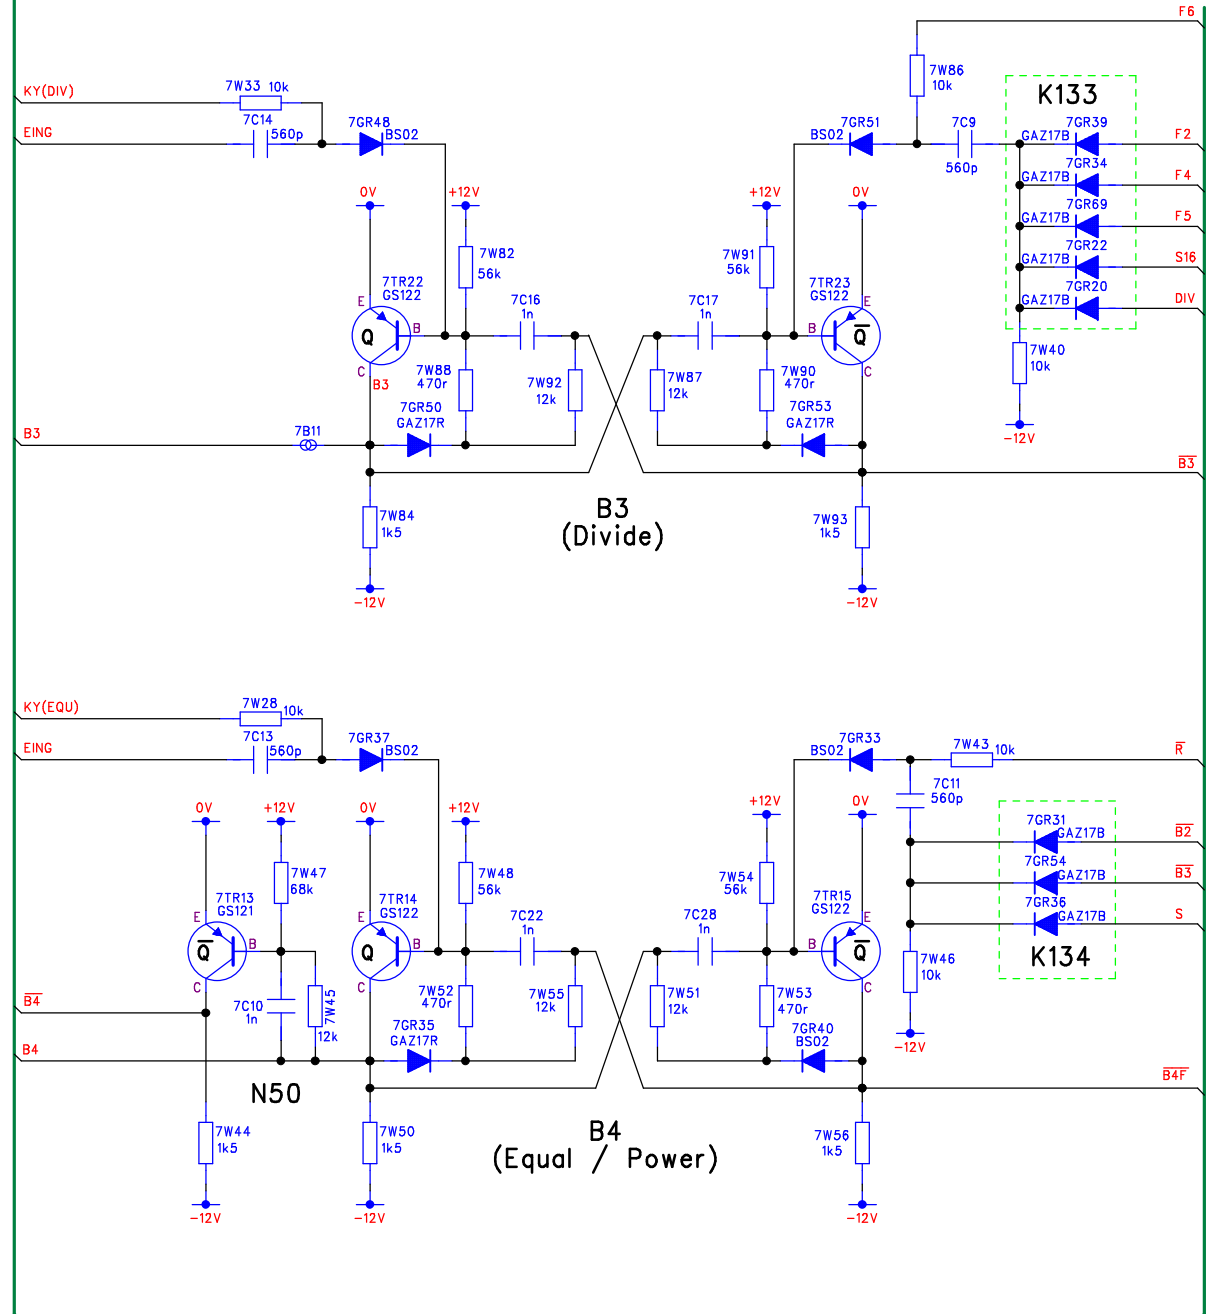 F6
KY(DIV)
7W33 10k
7C14
560p
EING
7GR48
BS02
7GR51
BS02
7W86
10k
7C9
560p
K133
7GR39
GAZ17B
F2
7GR34
GAZ17B
F4
7GR69
GAZ17B
F5
7GR22
GAZ17B
S16
7GR20
GAZ17B
DIV
0V
+12V
+12V
0V
7W82
56k
7W91
56k
7TR22
GS122
E
Q
B
C
B3
7C16
1n
7C17
1n
7TR23
GS122
E
Q̅
B
C
7W40
10k
-12V
7W88
470r
7W92
12k
7W87
12k
7W90
470r
7GR50
GAZ17R
7GR53
GAZ17R
B3
7B11
B̅3̅
7W84
1k5
B3
(Divide)
7W93
1k5
-12V
-12V
KY(EQU)
7W28
10k
7C13
560p
EING
7GR37
BS02
7GR33
BS02
7W43 10k
R̅
7C11
560p
0V
+12V
0V
+12V
+12V
0V
7GR31
GAZ17B
B̅2̅
7GR54
GAZ17B
B̅3̅
7GR36
GAZ17B
S
K134
7W47
68k
7W48
56k
7W54
56k
7TR13
GS121
E
Q̅
B
C
7TR14
GS122
E
Q
B
C
7C22
1n
7C28
1n
7TR15
GS122
E
Q̅
B
C
7W46
10k
-12V
B̅4̅
7C10
1n
7W45
12k
7W52
470r
7W55
12k
7W51
12k
7W53
470r
7GR35
GAZ17R
7GR40
BS02
B4
N50
B̅4̅F̅
7W44
1k5
7W50
1k5
B4
(Equal / Power)
7W56
1k5
-12V
-12V
-12V